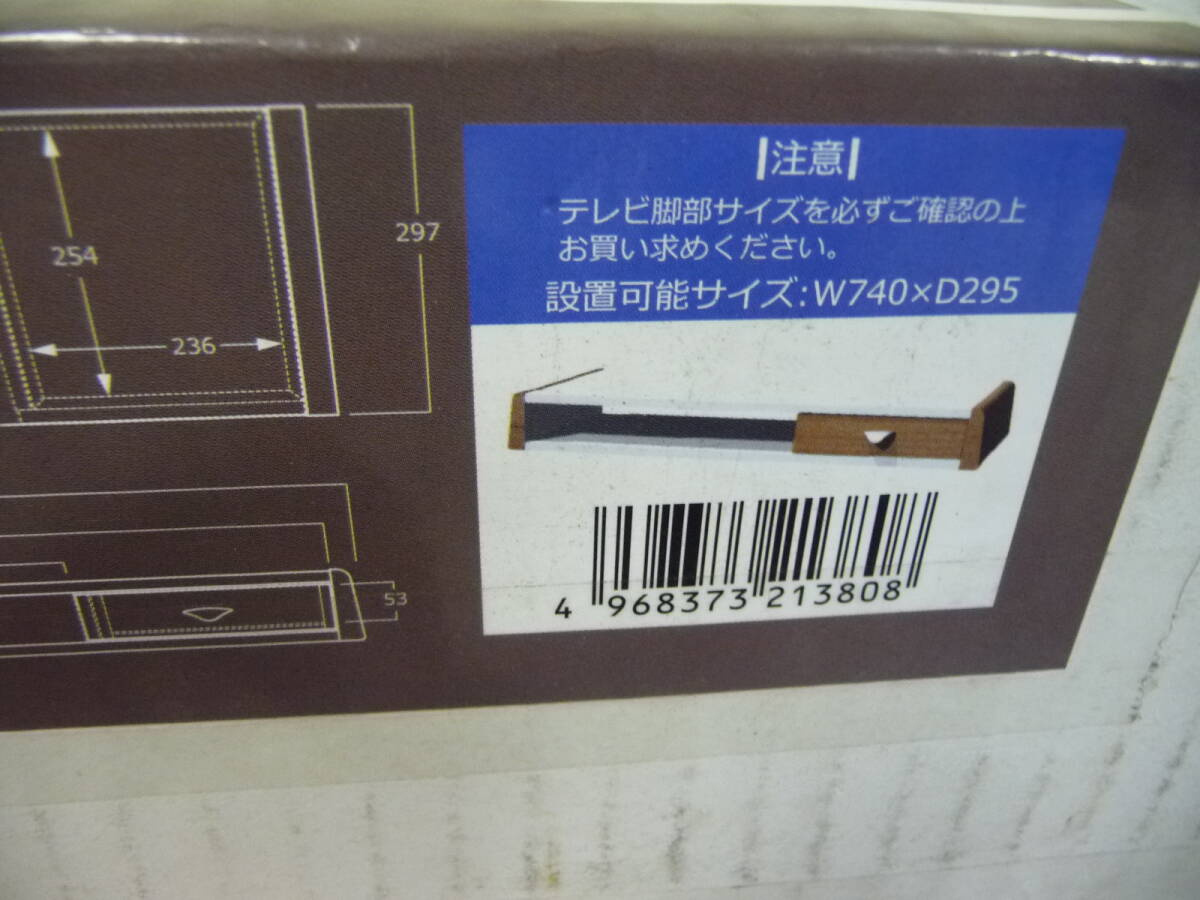 254
236
297
53
注意
テレビ脚部サイズを必ずご確認の上
お買い求めください。
設置可能サイズ:W740×D295
4 968373 213808